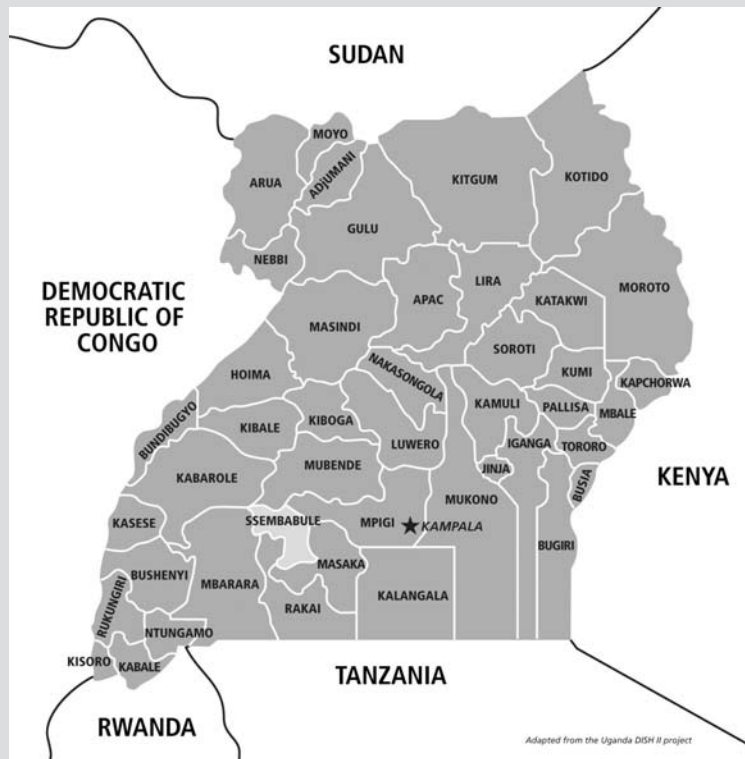 SUDAN
MOYO
ADjUMANI
ARUA
KITGUM
KOTIDO
GULU
NEBBI
DEMOCRATIC
REPUBLIC OF
CONGO
APAC
LIRA
KATAKWI
MOROTO
MASINDI
SOROTI
HOIMA
NAKASONGOLA
KUMI
KAPCHORWA
BUNDIBUGYO
KIBALE
KIBOGA
LUWERO
KAMULI
PALLISA
MBALE
IGANGA
TORORO
KABAROLE
MUBENDE
JINJA
BUSIA
KENYA
MUKONO
KASESE
SSEMBABULE
MPIGI
KAMPALA
BUGIRI
BUSHENYI
MBARARA
MASAKA
RUKUNGIRI
RAKAI
KALANGALA
NTUNGAMO
KISORO
KABALE
TANZANIA
RWANDA
Adapted from the Uganda DISH II project